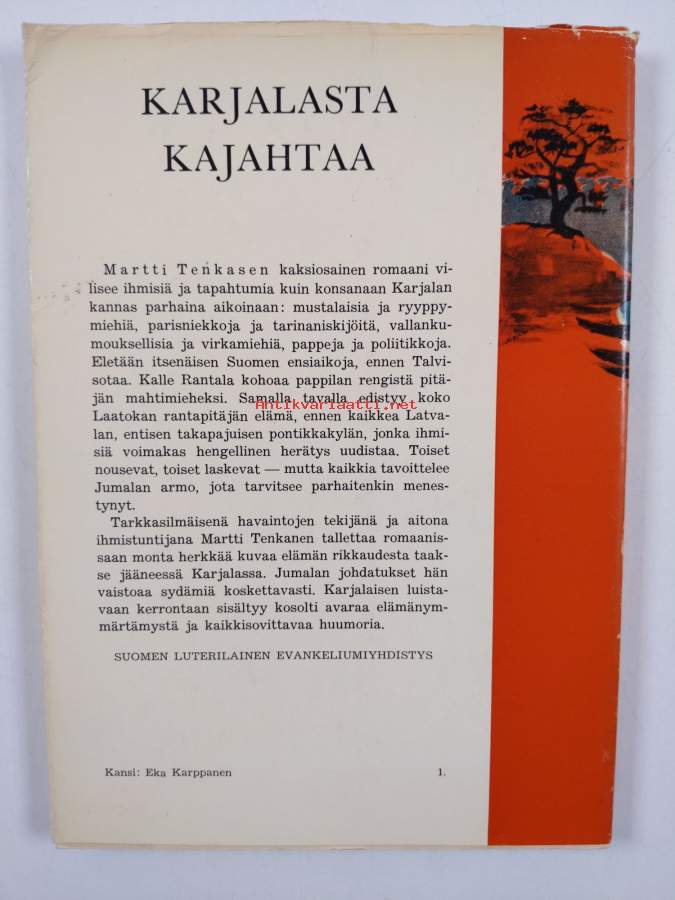 KARJALASTA
KAJAHTAA
Martti Tenkasen kaksiosainen romaani vi-
lisee ihmisiä ja tapahtumia kuin konsanaan Karjalan
kannas parhaina aikoinaan: mustalaisia ja ryyppy-
miehiä, parisniekkoja ja tarinaniskijöitä, vallanku-
mouksellisia ja virkamiehiä, pappeja ja poliitikkoja.
Eletään itsenäisen Suomen ensiaikoja, ennen Talvi-
sotaa. Kalle Rantala kohoaa pappilan rengistä pitä-
jän mahtimieheksi. Samalla tavalla edistyy koko
Antikvariaatti.net
Laatokan rantapitäjän elämä, ennen kaikkea Latva-
lan, entisen takapajuisen pontikkakylän, jonka ihmi-
siä voimakas hengellinen herätys uudistaa. Toiset
nousevat, toiset laskevat — mutta kaikkia tavoittelee
Jumalan armo, jota tarvitsee parhaitenkin menes-
tynyt.
Tarkkasilmäisenä havaintojen tekijänä ja aitona
ihmistuntijana Martti Tenkanen tallettaa romaanis-
saan monta herkkää kuvaa elämän rikkaudesta taak-
se jääneessä Karjalassa. Jumalan johdatukset hän
vaistoaa sydämiä koskettavasti. Karjalaisen luista-
vaan kerrontaan sisältyy kosolti avaraa elämänym-
märtämystä ja kaikkisovittavaa huumoria.
SUOMEN LUTERILAINEN EVANKELIUMIYHDISTYS
Kansi: Eka Karppanen 1.